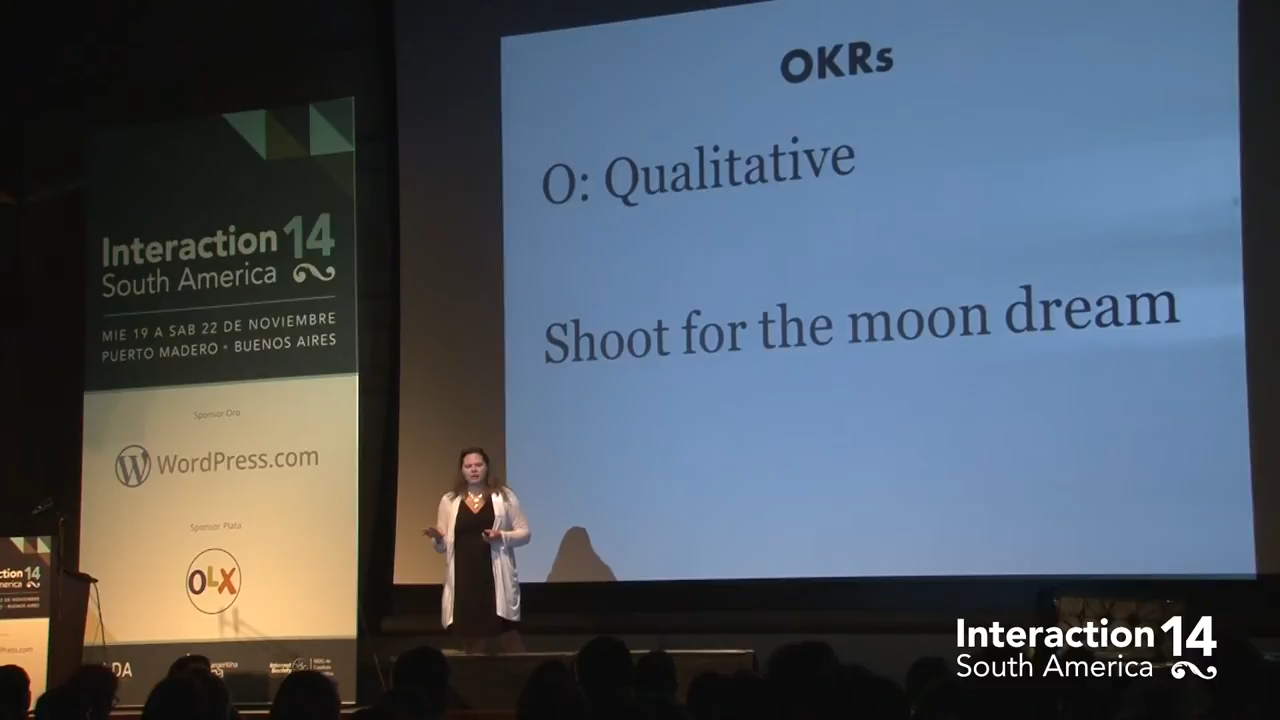 OKRs
O: Qualitative
Shoot for the moon dream
Interaction 14
South America
MIE 19 A SAB 22 DE NOVIEMBRE
PUERTO MADERO • BUENOS AIRES
Sponsor Oro
WordPress.com
Sponsor Plata
OLX
Interaction 14
South America